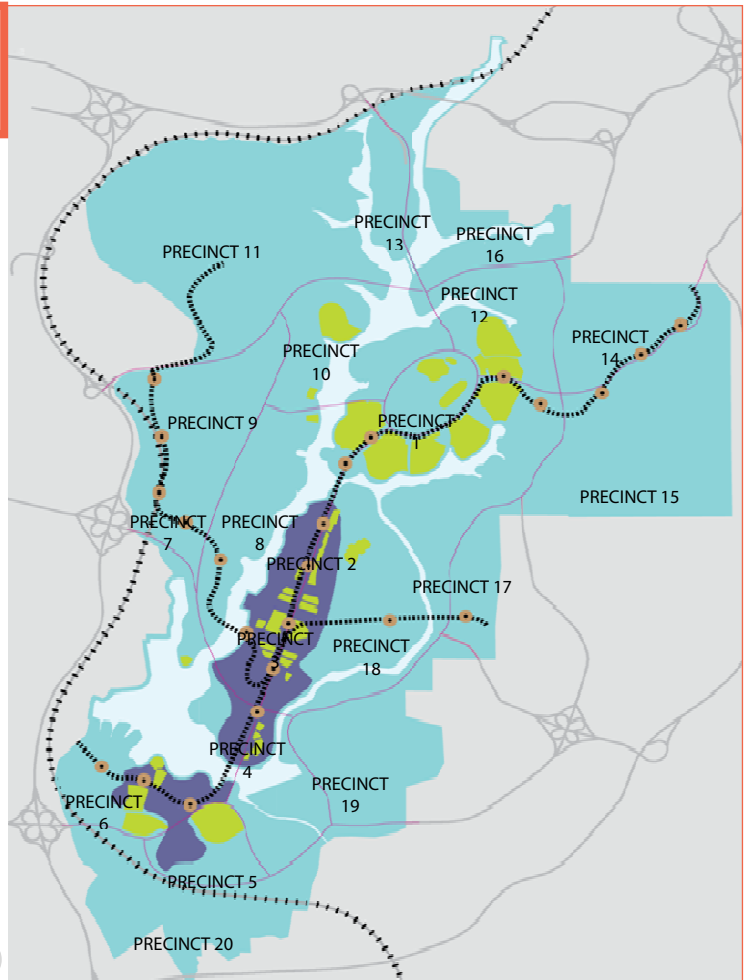 PRECINCT
13
PRECINCT
16
PRECINCT 11
PRECINCT
12
PRECINCT
14
PRECINCT
10
PRECINCT 9
PRECINCT
1
PRECINCT 15
PRECINCT
7
PRECINCT
8
PRECINCT 2
PRECINCT 17
PRECINCT
3
PRECINCT
18
PRECINCT
4
PRECINCT
19
PRECINCT
6
PRECINCT 5
PRECINCT 20